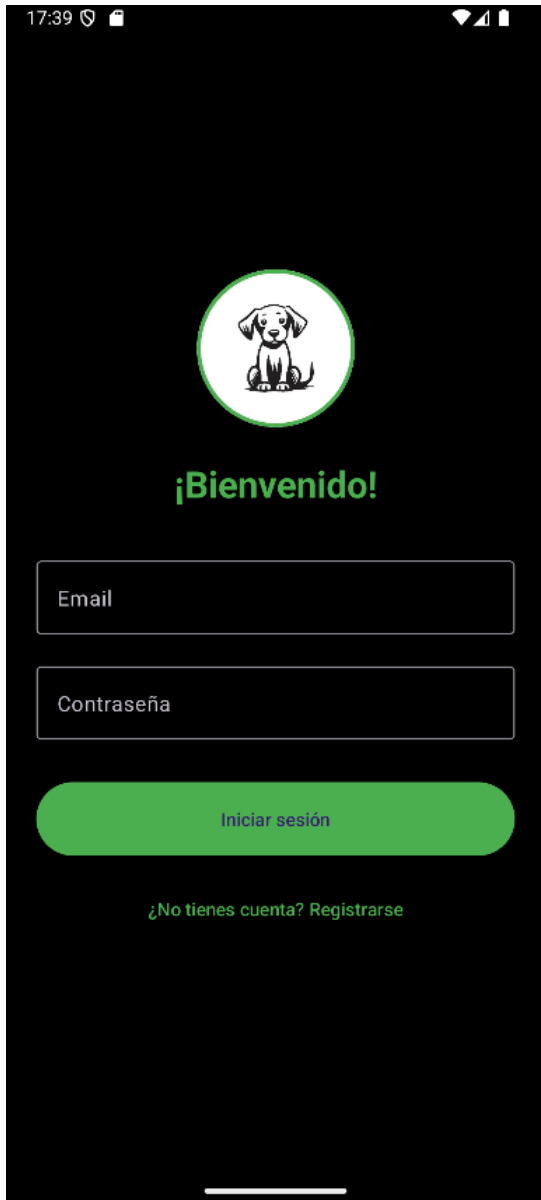 17:39
¡Bienvenido!
Email
Contraseña
Iniciar sesión
¿No tienes cuenta? Registrarse